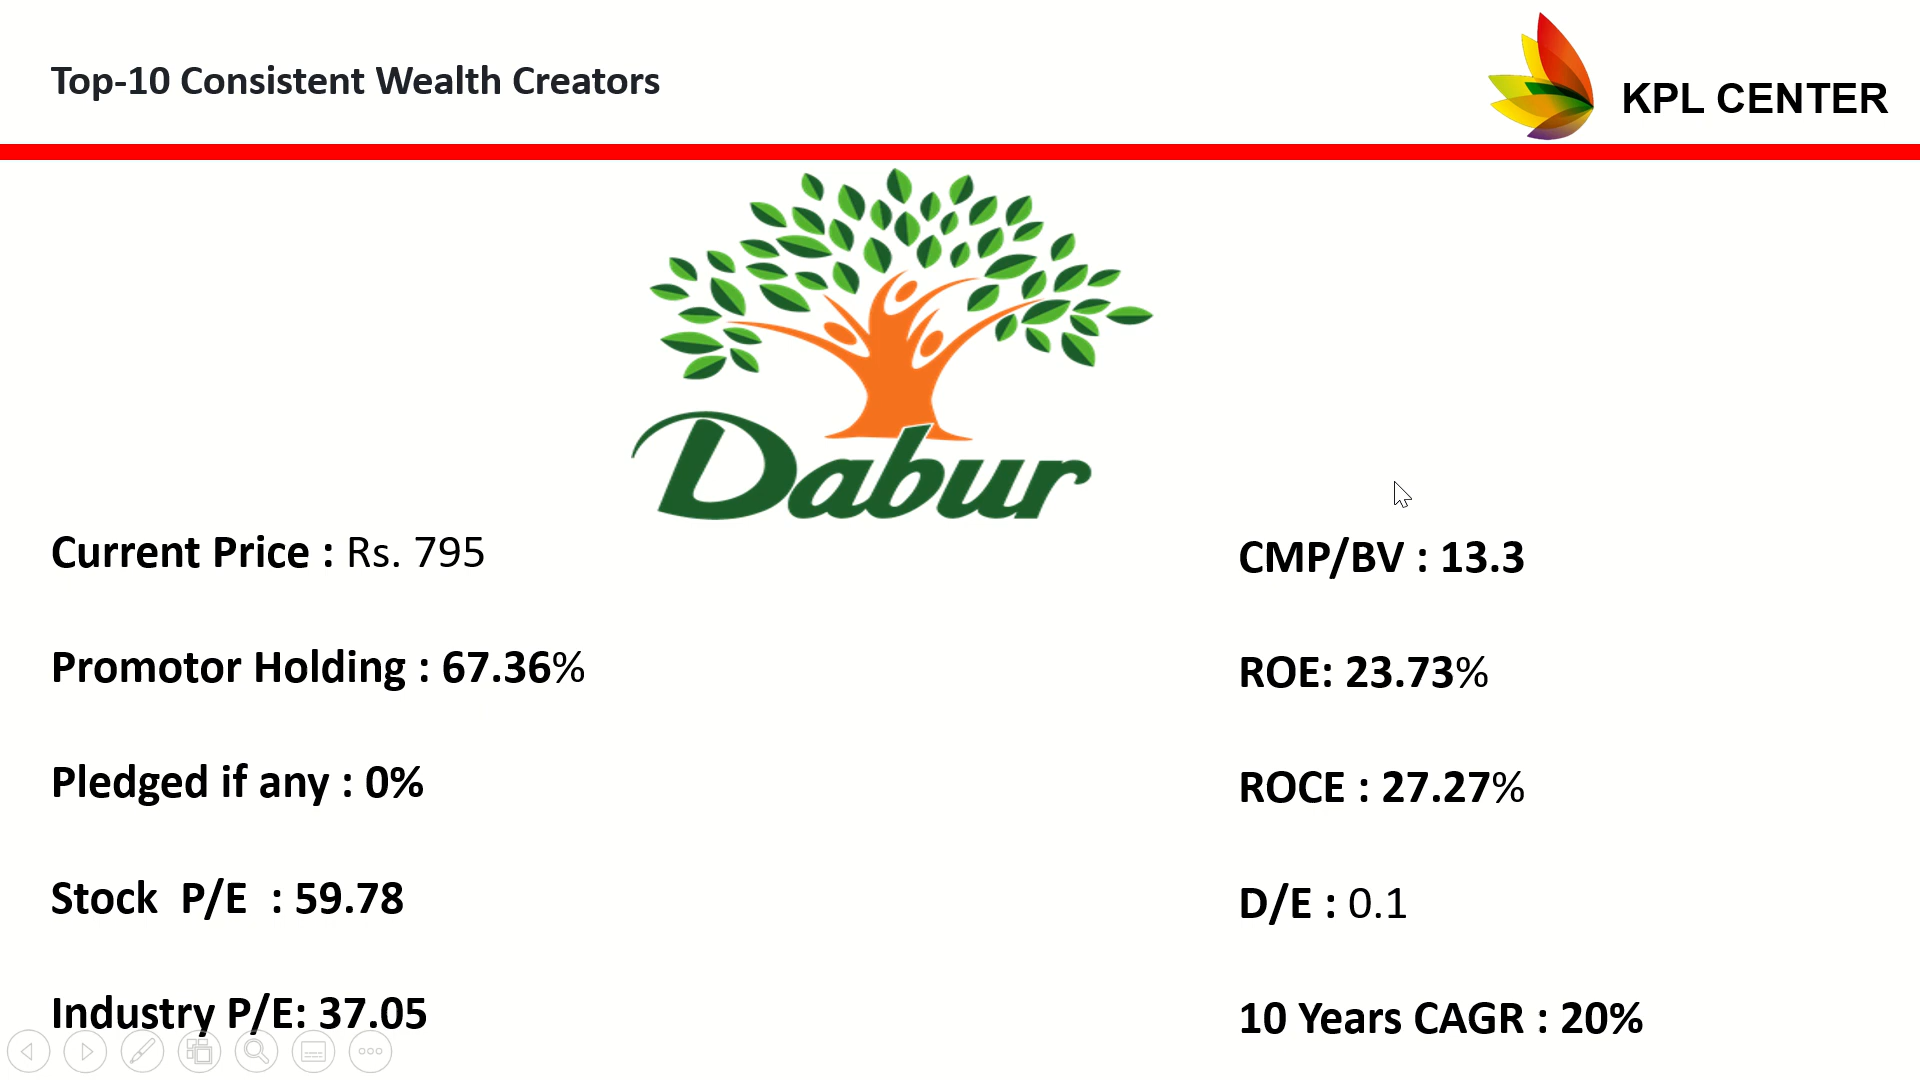 Top-10 Consistent Wealth Creators
KPL CENTER
Dabur
Current Price : Rs. 795
Promotor Holding : 67.36%
Pledged if any : 0%
Stock  P/E  : 59.78
Industry P/E: 37.05
CMP/BV : 13.3
ROE: 23.73%
ROCE : 27.27%
D/E : 0.1
10 Years CAGR : 20%